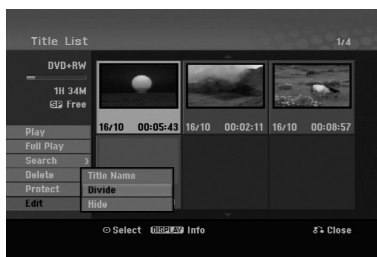 Title List
1/4
DVD+RW
1H 34M
SP Free
16/10 00:05:43
16/10 00:02:11
16/10 00:08:57
Play
Full Play
Search >
Delete
Protect
Edit
Title Name
Divide
Hide
Select
DISPLAY Info
Close